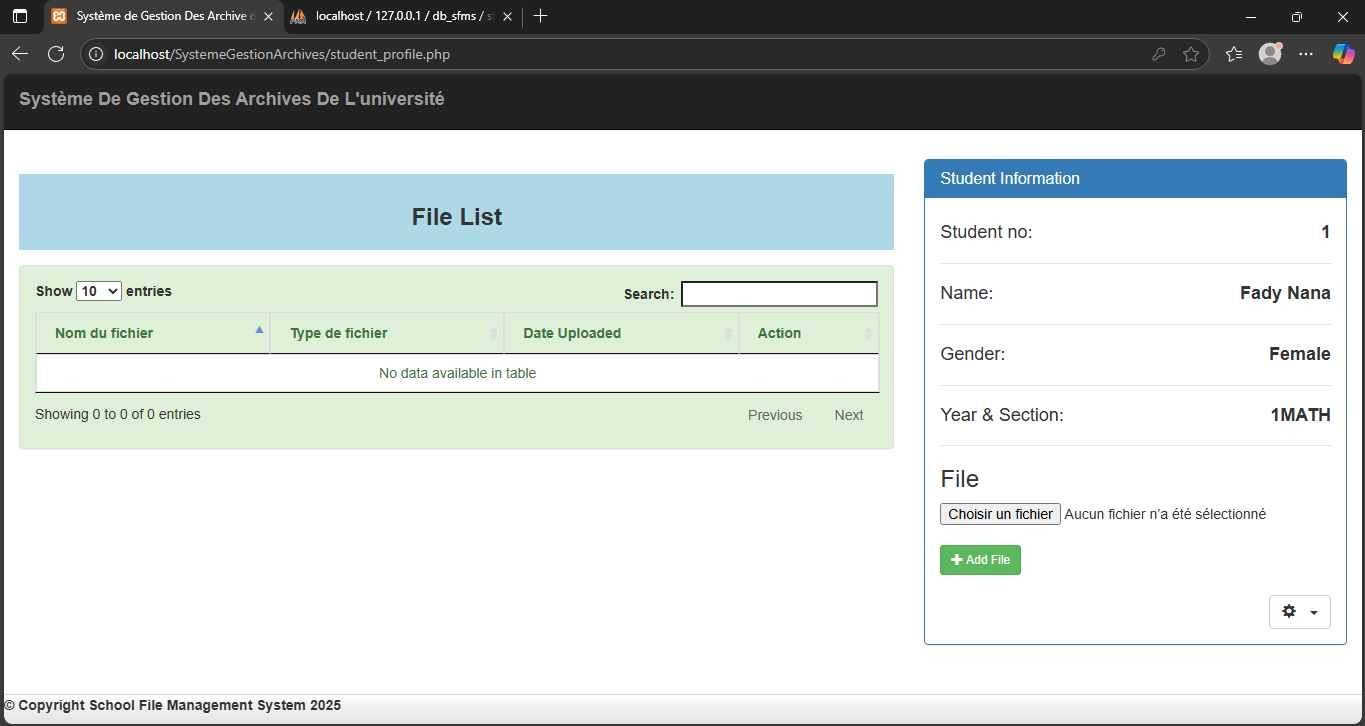 Système de Gestion Des Archive d
localhost / 127.0.0.1 / db_sfms / s
localhost/SystemeGestionArchives/student_profile.php
Système De Gestion Des Archives De L'université
File List
Show 10 entries
Search:
Nom du fichier Type de fichier Date Uploaded Action
No data available in table
Showing 0 to 0 of 0 entries
Previous Next
Student Information
Student no: 1
Name: Fady Nana
Gender: Female
Year & Section: 1MATH
File
Choisir un fichier Aucun fichier n'a été sélectionné
Add File
© Copyright School File Management System 2025